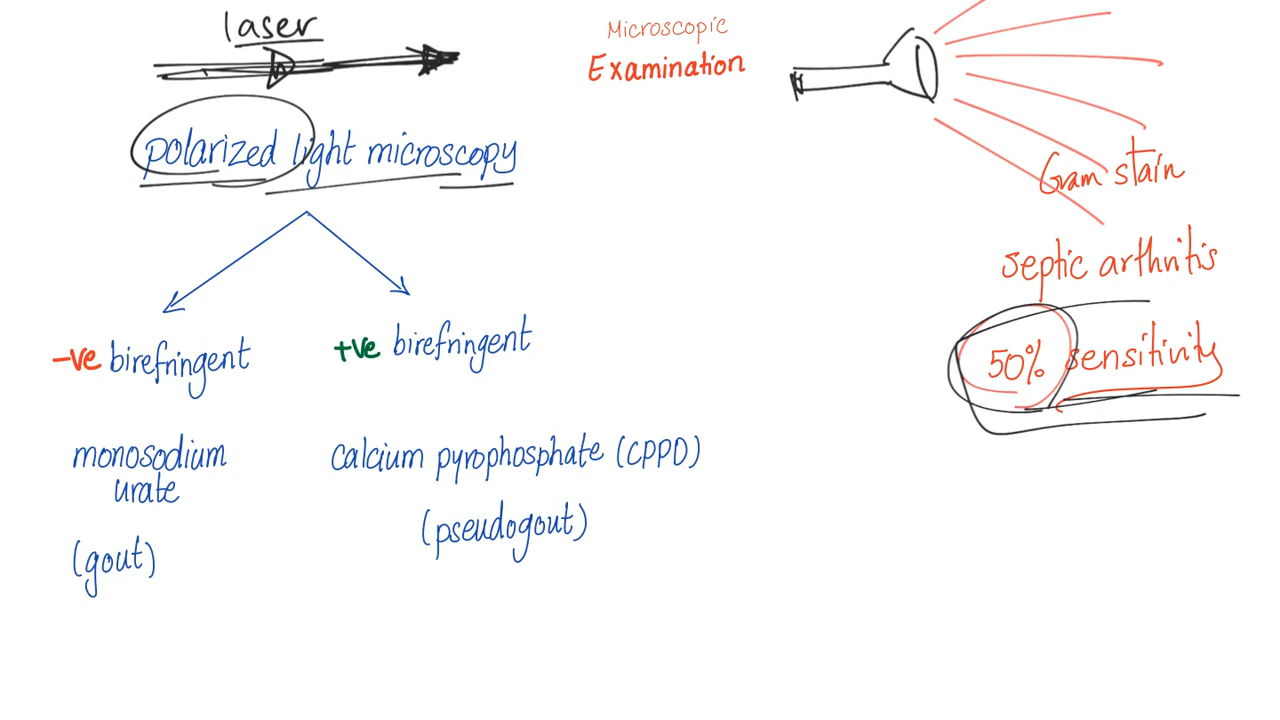 laser
Microscopic
Examination
polarized light microscopy
Gram stain
septic arthritis
50% sensitivity
-ve birefringent
+ve birefringent
monosodium
urate
(gout)
Calcium pyrophosphate (CPPD)
(pseudogout)